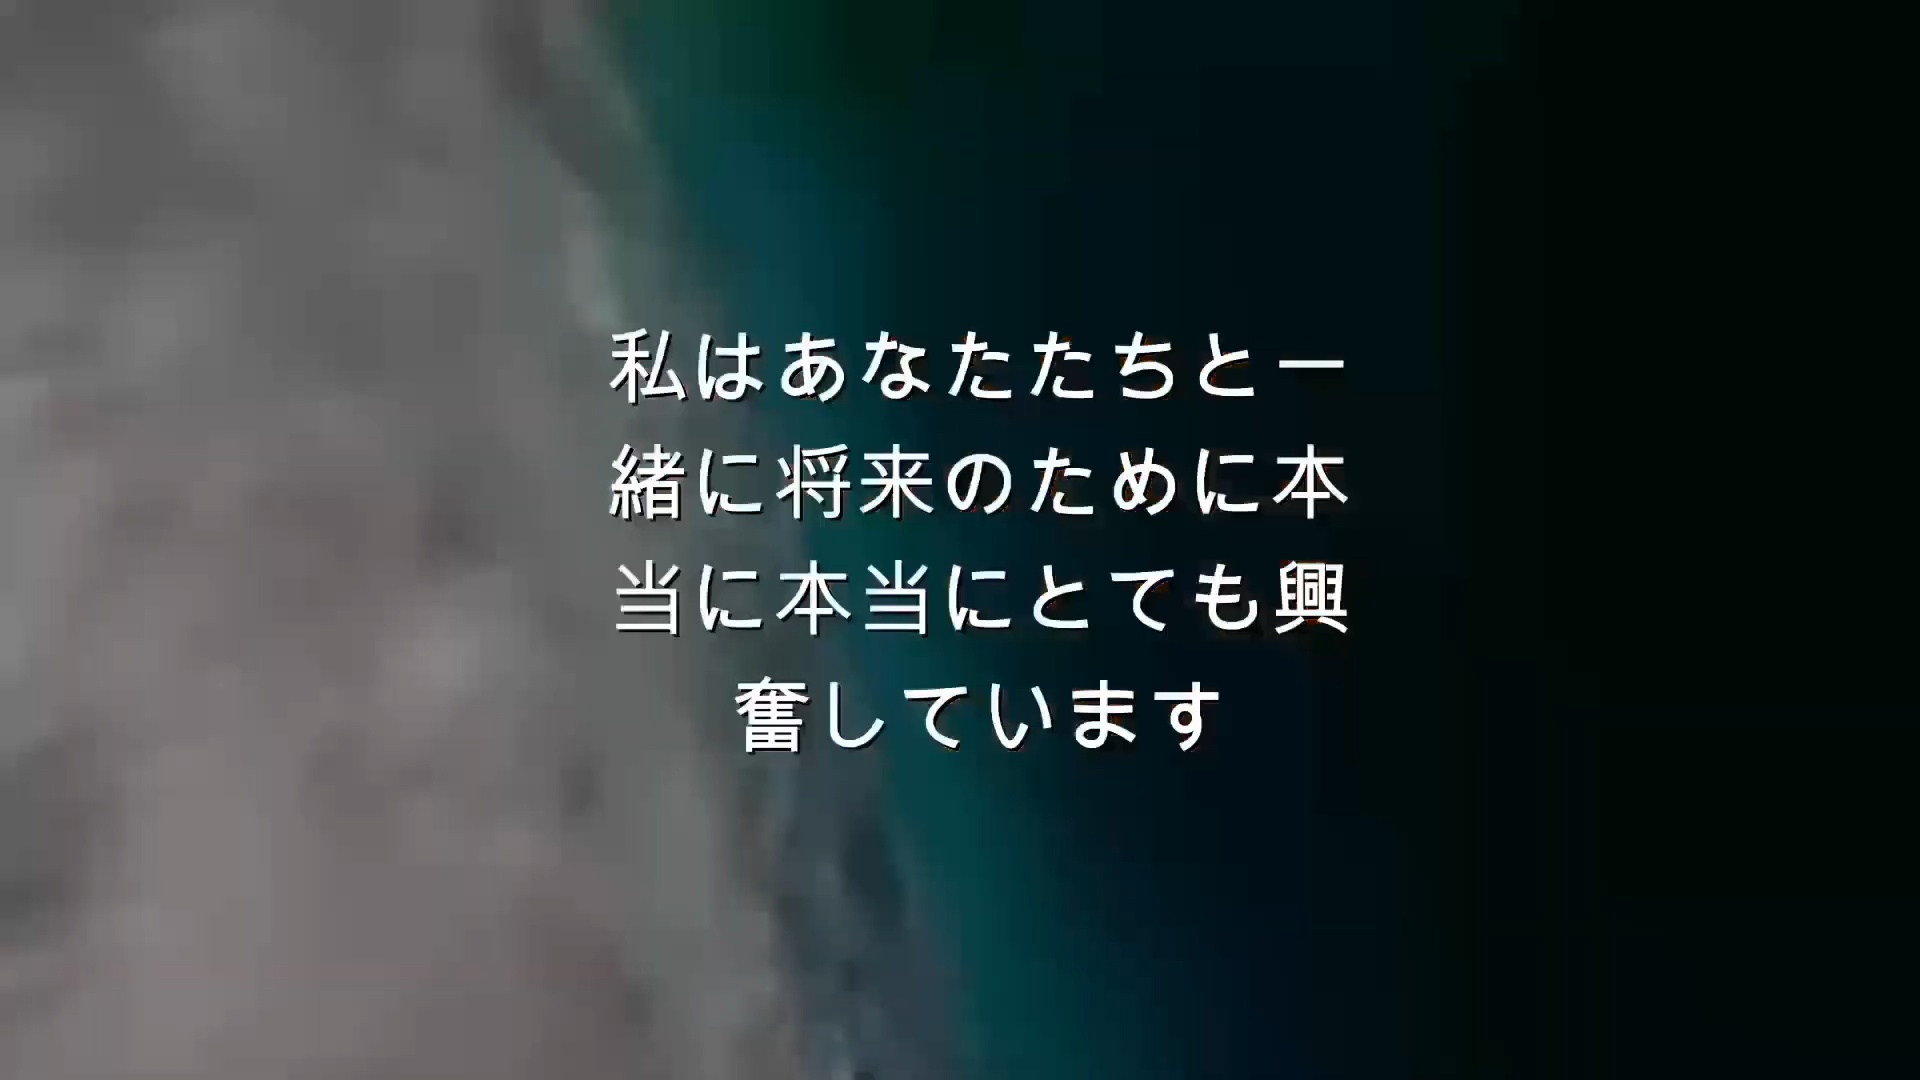 私はあなたたちと一
緒に将来のために本
当に本当にとても興
奮しています